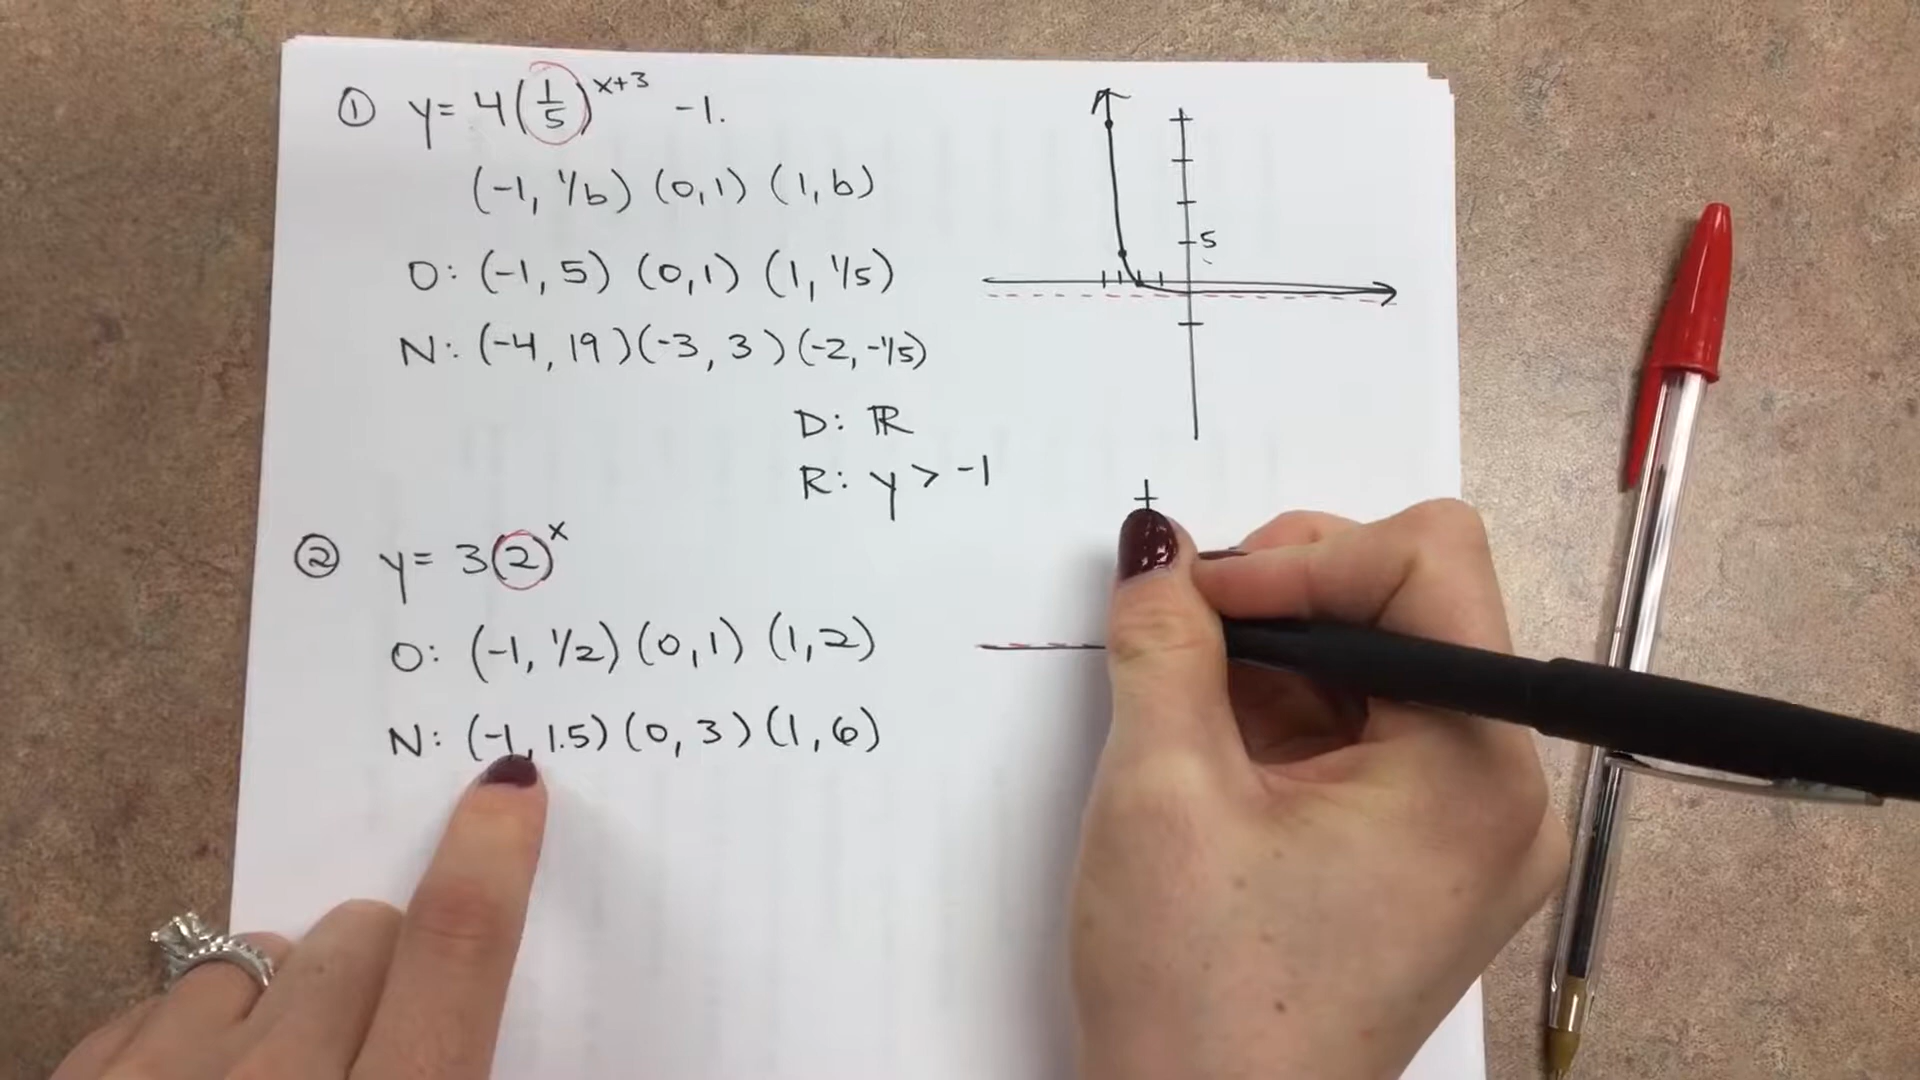 ① y = 4(1/5)^(x+3) -1.
(-1, 1/b) (0,1) (1, b)
O: (-1, 5) (0,1) (1, 1/5)
N: (-4, 19) (-3, 3) (-2, -1/5)
D: ℝ
R: y > -1
5
② y = 3(2)^x
O: (-1, 1/2) (0,1) (1,2)
N: (-1, 1.5) (0, 3) (1, 6)